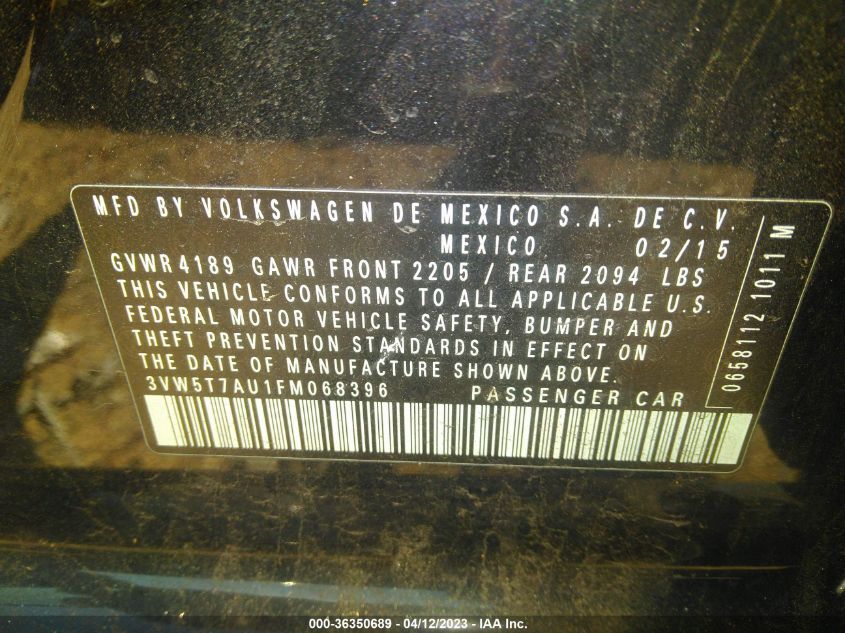 MFD BY VOLKSWAGEN DE MEXICO S.A. DE C.V.
MEXICO 02/15
GVWR 4189 GAWR FRONT 2205 / REAR 2094 LBS
THIS VEHICLE CONFORMS TO ALL APPLICABLE U.S.
FEDERAL MOTOR VEHICLE SAFETY, BUMPER AND
THEFT PREVENTION STANDARDS IN EFFECT ON
THE DATE OF MANUFACTURE SHOWN ABOVE.
3VW5T7AU1FM068396 PASSENGER CAR
0658112 1011 M
000-36350689 - 04/12/2023 - IAA Inc.